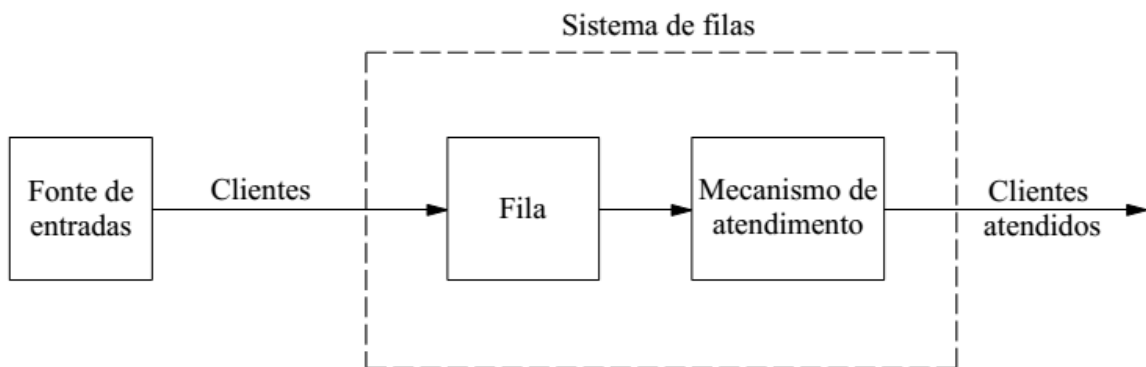 Sistema de filas
Fonte de
entradas
Clientes
Fila
Mecanismo de
atendimento
Clientes
atendidos